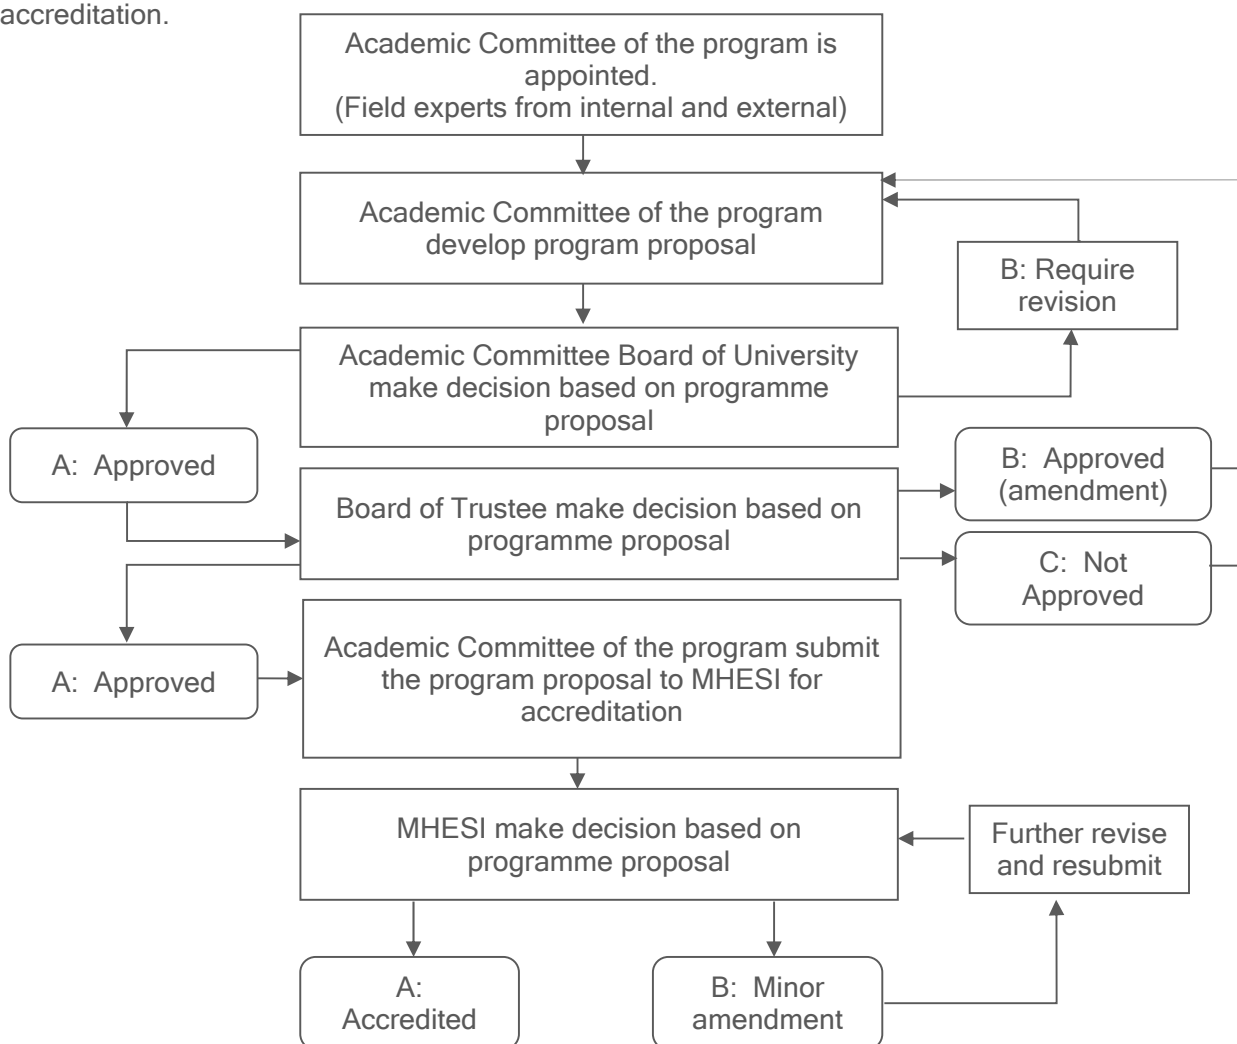 accreditation.
Academic Committee of the program is
appointed.
(Field experts from internal and external)
Academic Committee of the program
develop program proposal
B: Require
revision
Academic Committee Board of University
make decision based on programme
proposal
A: Approved
B: Approved
(amendment)
Board of Trustee make decision based on
programme proposal
C: Not
Approved
A: Approved
Academic Committee of the program submit
the program proposal to MHESI for
accreditation
MHESI make decision based on
programme proposal
Further revise
and resubmit
A:
Accredited
B: Minor
amendment